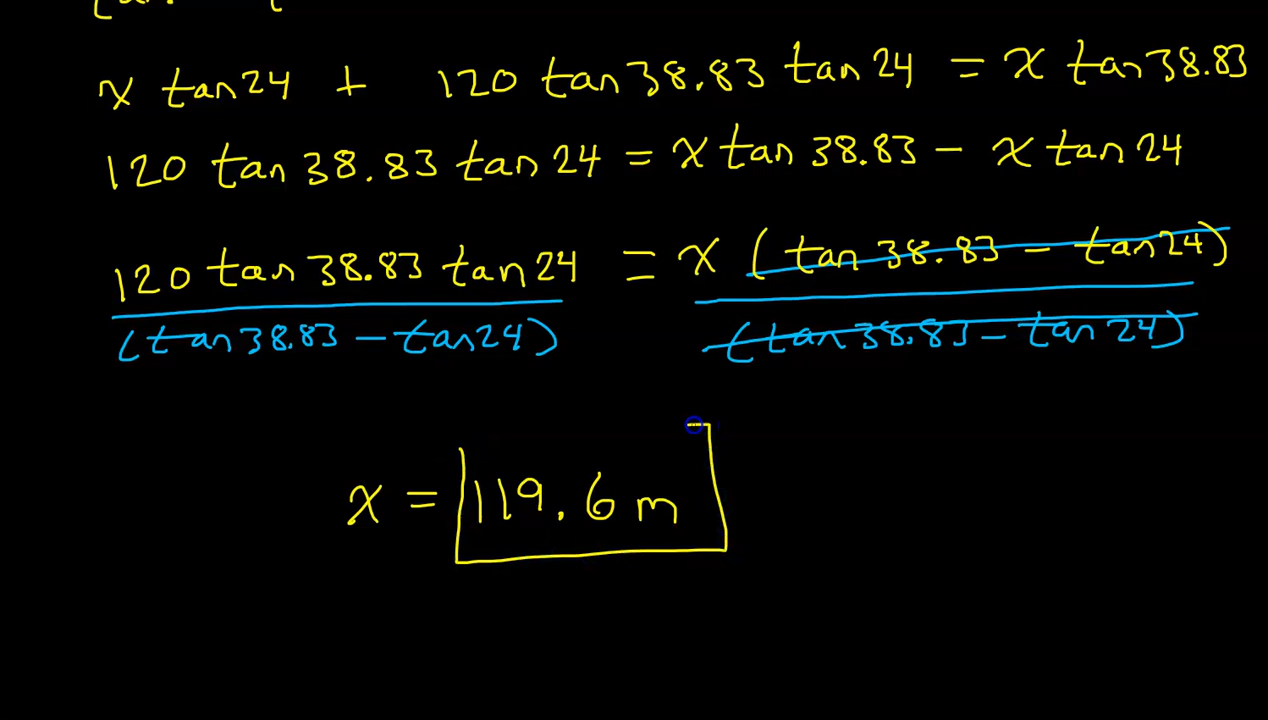 x tan24 + 120 tan38.83 tan24 = x tan38.83
120 tan38.83 tan24 = x tan38.83 - x tan24
120 tan38.83 tan24 = x (tan38.83 - tan24)
(tan38.83 - tan24) (tan38.83 - tan24)
x = 119.6 m